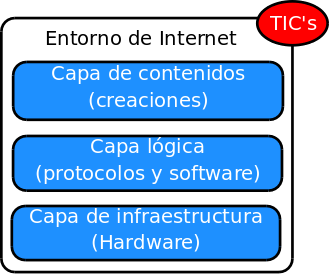 TIC's
Entorno de Internet
Capa de contenidos
(creaciones)
Capa lógica
(protocolos y software)
Capa de infraestructura
(Hardware)